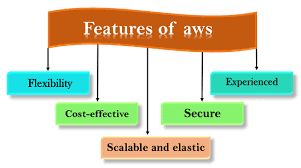 Features of aws
Flexibility
Experienced
Cost-effective
Secure
Scalable and elastic